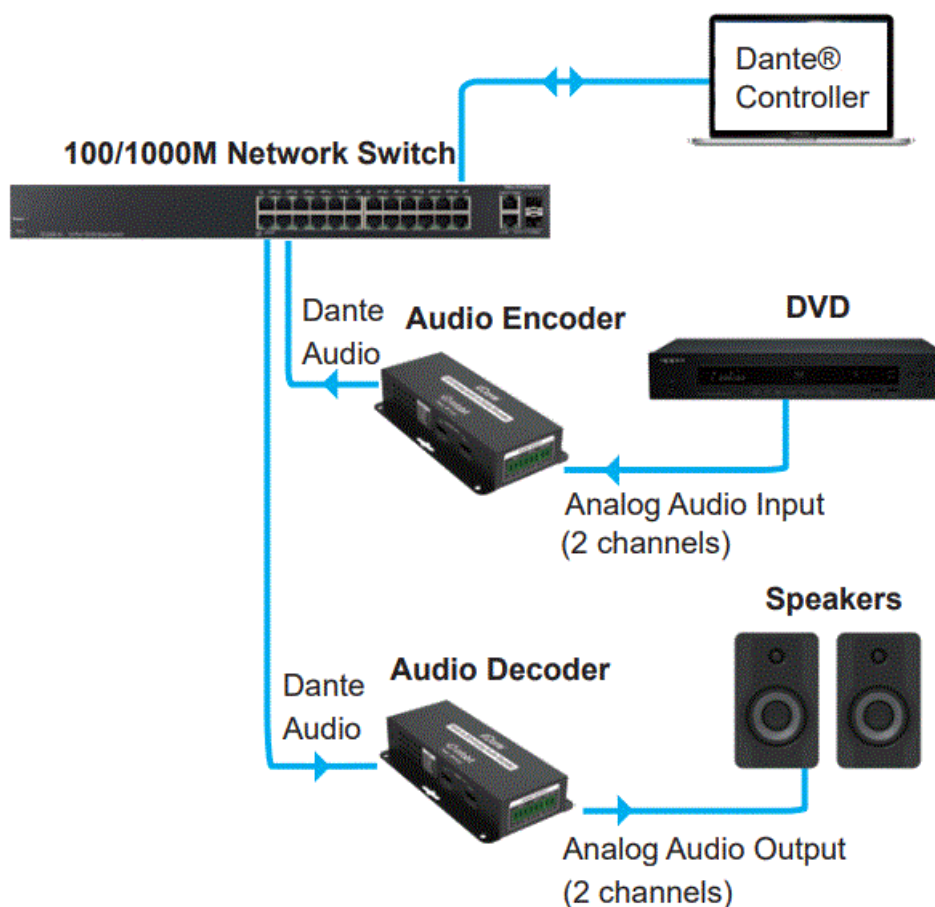 Dante®
Controller
100/1000M Network Switch
Dante
Audio
Audio Encoder
DVD
Analog Audio Input
(2 channels)
Speakers
Audio Decoder
Dante
Audio
Analog Audio Output
(2 channels)